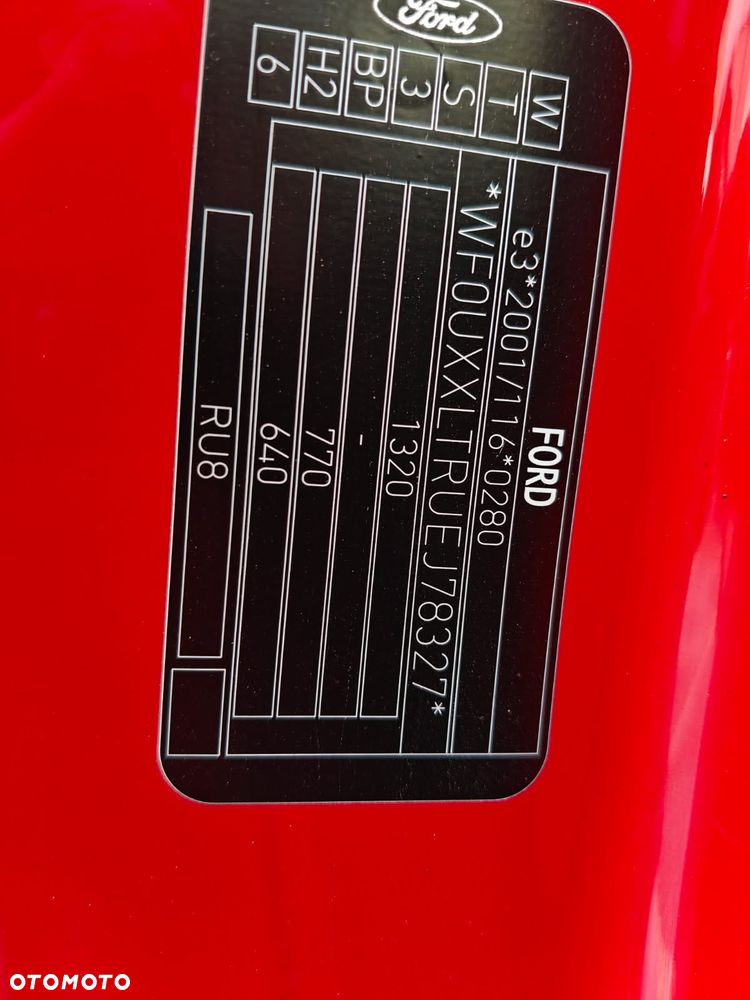 Ford
W
T
S
3
BP
H2
6
FORD
e3*2001/116*0280
*WF0UXXLTRUEJ78327*
1320
-
770
640
RU8
OTOMOTO